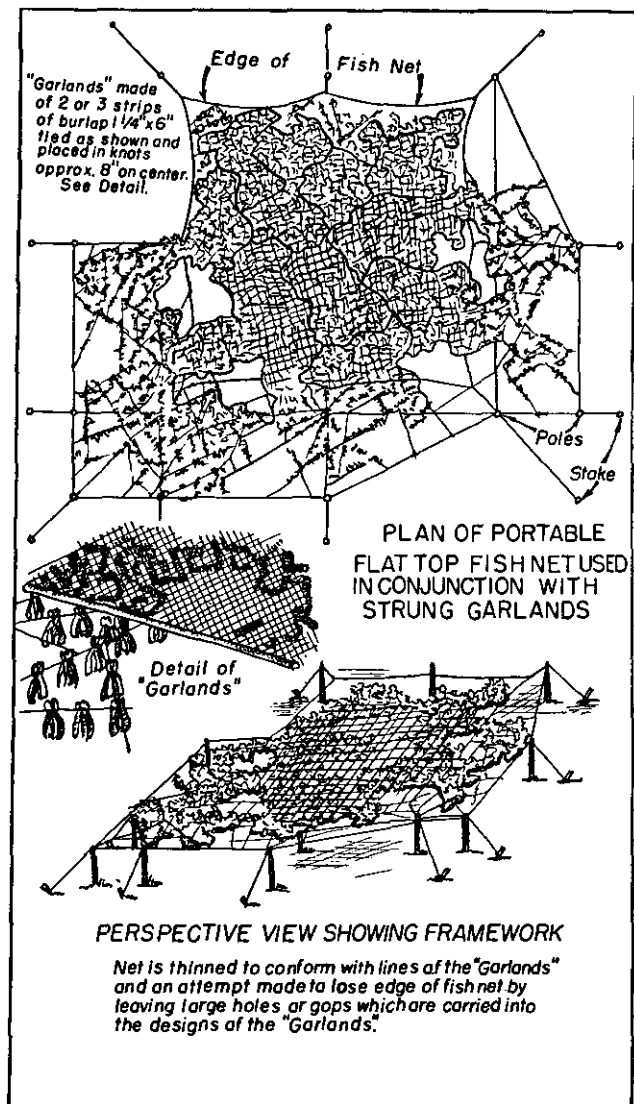 Edge of Fish Net
"Garlands" made
of 2 or 3 strips
of burlap 1 1/4"x6"
tied as shown and
placed in knots
approx. 8" on center.
See Detail.
Poles
Stake
PLAN OF PORTABLE
FLAT TOP FISH NET USED
IN CONJUNCTION WITH
STRUNG GARLANDS
Detail of
"Garlands"
PERSPECTIVE VIEW SHOWING FRAMEWORK
Net is thinned to conform with lines of the "Garlands"
and an attempt made to lose edge of fish net by
leaving large holes or gaps which are carried into
the designs of the "Garlands".